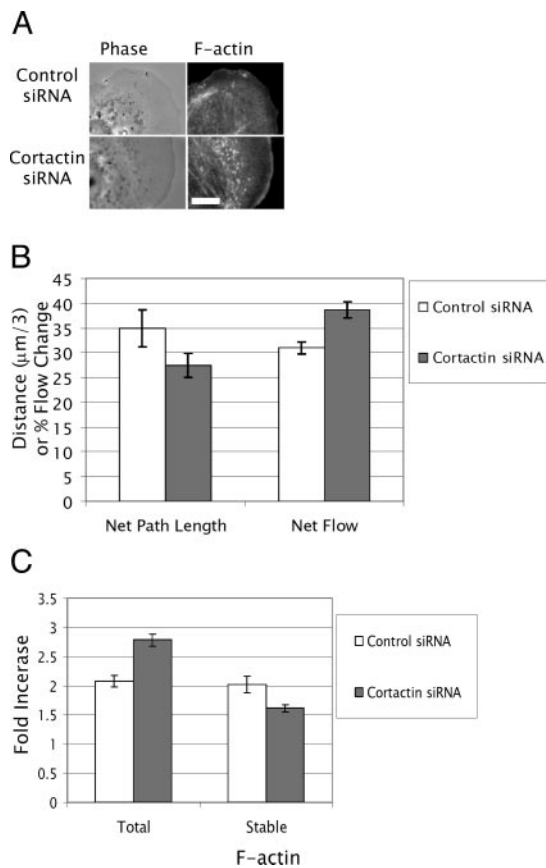 A
Phase F-actin
Control
siRNA
Cortactin
siRNA
B
Distance (μm/3)
or % Flow Change
45
40
35
30
25
20
15
10
5
0
Net Path Length Net Flow
Control siRNA
Cortactin siRNA
C
Fold Incerase
3.5
3
2.5
2
1.5
1
0.5
0
Total Stable
F-actin
Control siRNA
Cortactin siRNA